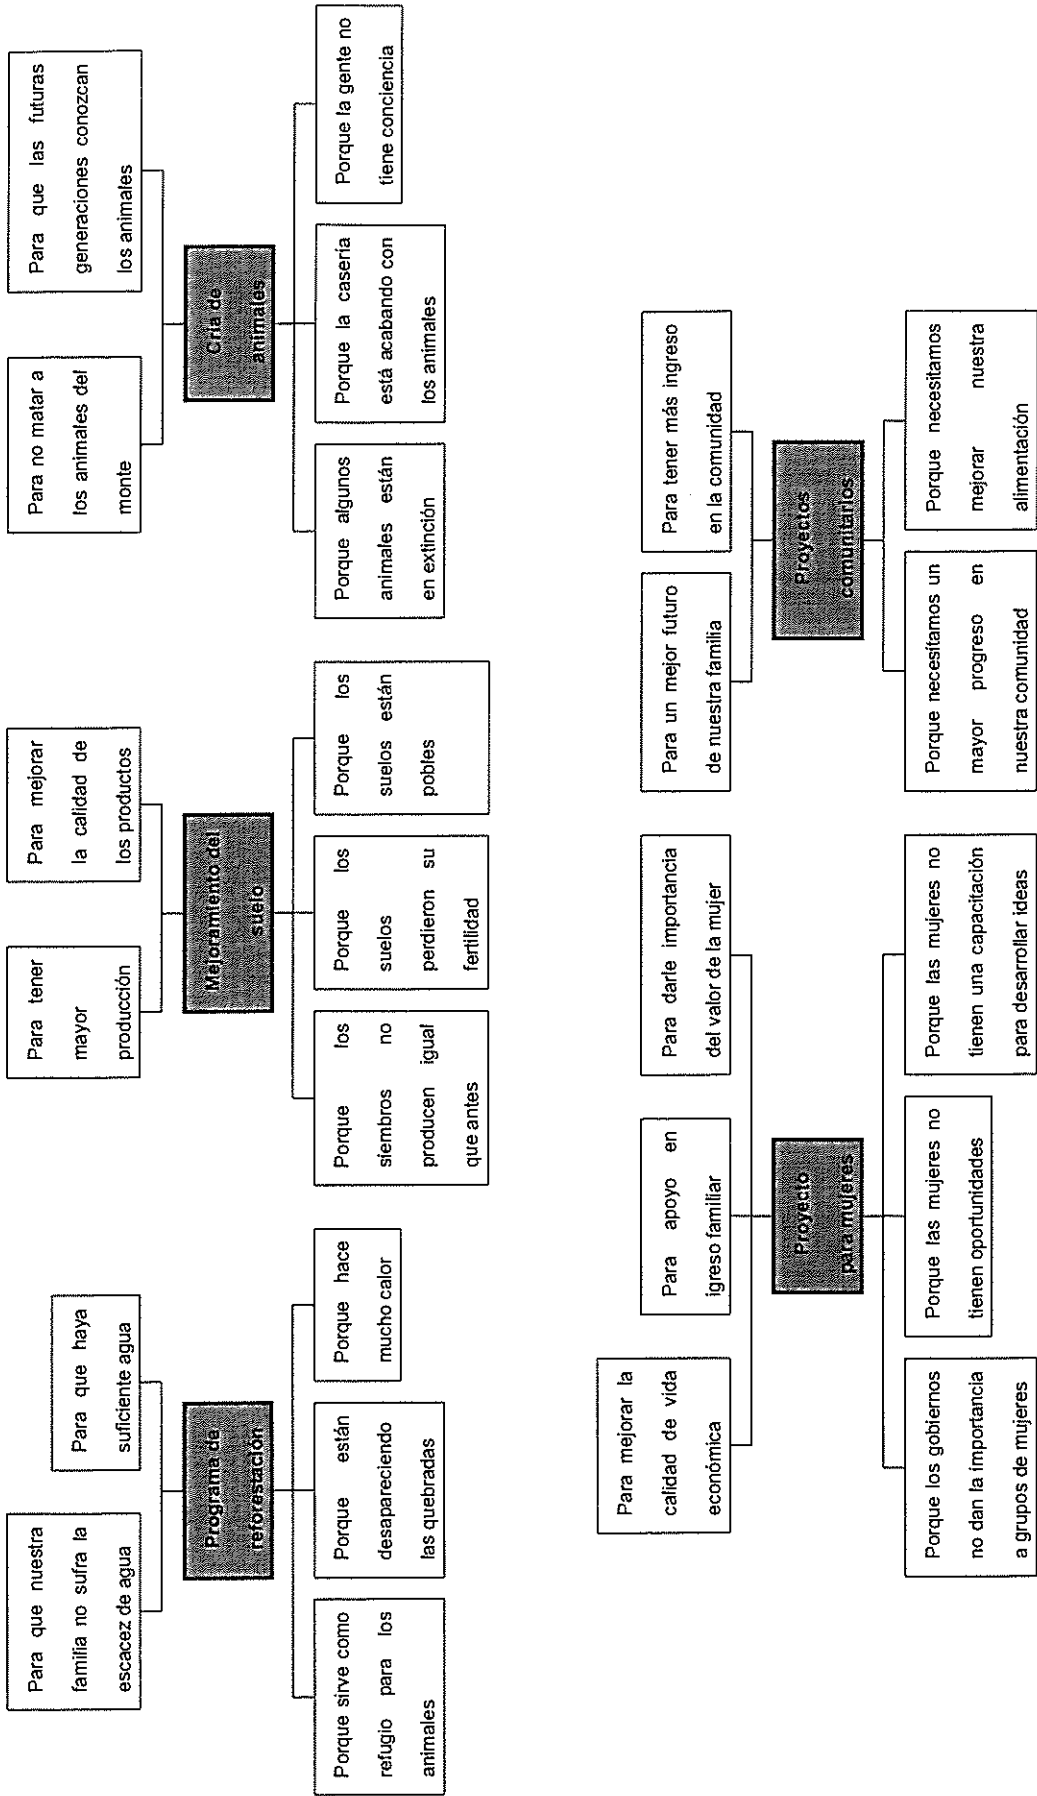 Para que nuestra
familia no sufra la
escacez de agua
Para que haya
suficiente agua
Programa de
reforestación
Porque sirve como
refugio para los
animales
Porque están
desapareciendo
las quebradas
Porque hace
mucho calor
Para tener
mayor
producción
Para mejorar
la calidad de
los productos
Mejoramiento del
suelo
Porque los
siembros no
producen igual
que antes
Porque los
suelos
perdieron su
fertilidad
Porque los
suelos están
pobles
Para no matar a
los animales del
monte
Para que las futuras
generaciones conozcan
los animales
Cría de
animales
Porque algunos
animales están
en extinción
Porque la casería
está acabando con
los animales
Porque la gente no
tiene conciencia
Para mejorar la
calidad de vida
económica
Para apoyo en
igreso familiar
Para darle importancia
del valor de la mujer
Proyecto
para mujeres
Porque los gobiernos
no dan la importancia
a grupos de mujeres
Porque las mujeres no
tienen oportunidades
Porque las mujeres no
tienen una capacitación
para desarrollar ideas
Para un mejor futuro
de nuestra familia
Para tener más ingreso
en la comunidad
Proyectos
comunitarios
Porque necesitamos un
mayor progreso en
nuestra comunidad
Porque necesitamos
mejorar nuestra
alimentación